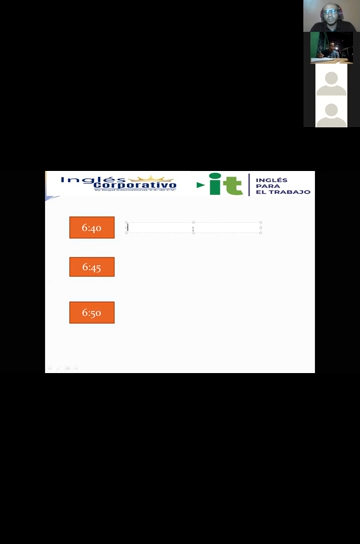 Inglés
Corporativo
it
INGLÉS
PARA
EL TRABAJO
6:40
6:45
6:50